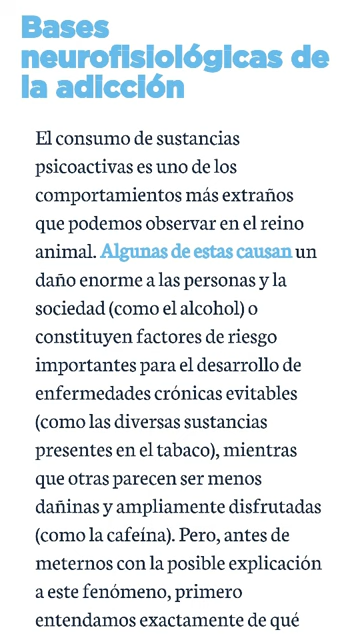 Bases
neurofisiológicas de
la adicción
El consumo de sustancias
psicoactivas es uno de los
comportamientos más extraños
que podemos observar en el reino
animal. Algunas de estas causan un
daño enorme a las personas y la
sociedad (como el alcohol) o
constituyen factores de riesgo
importantes para el desarrollo de
enfermedades crónicas evitables
(como las diversas sustancias
presentes en el tabaco), mientras
que otras parecen ser menos
dañinas y ampliamente disfrutadas
(como la cafeína). Pero, antes de
meternos con la posible explicación
a este fenómeno, primero
entendamos exactamente de qué